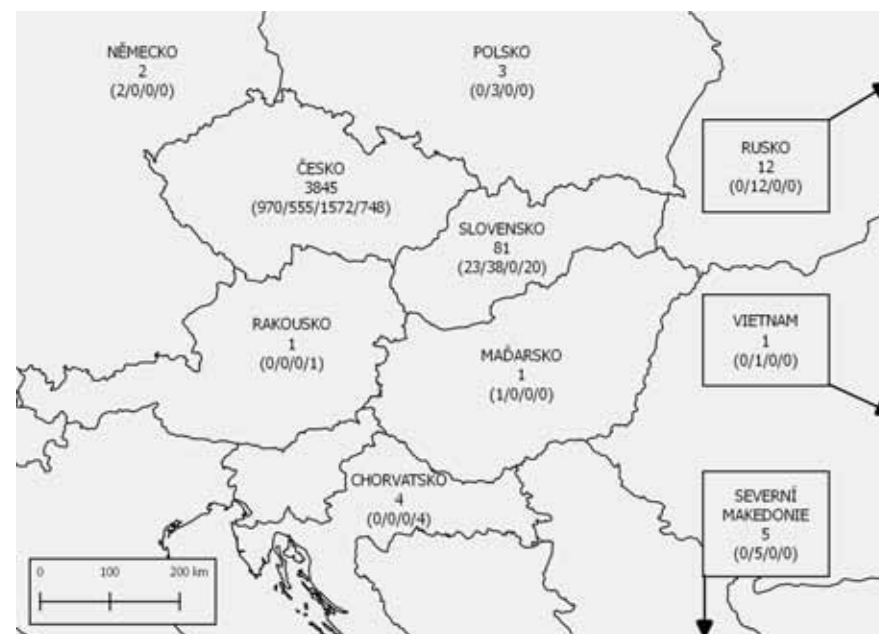 NĚMECKO
2
(2/0/0/0)
POLSKO
3
(0/3/0/0)
RUSKO
12
(0/12/0/0)
ČESKO
3845
(970/555/1572/748)
SLOVENSKO
81
(23/38/0/20)
RAKOUSKO
1
(0/0/0/1)
MAĎARSKO
1
(1/0/0/0)
VIETNAM
1
(0/1/0/0)
CHORVATSKO
4
(0/0/0/4)
SEVERNÍ
MAKEDONIE
5
(0/5/0/0)
0 100 200 km